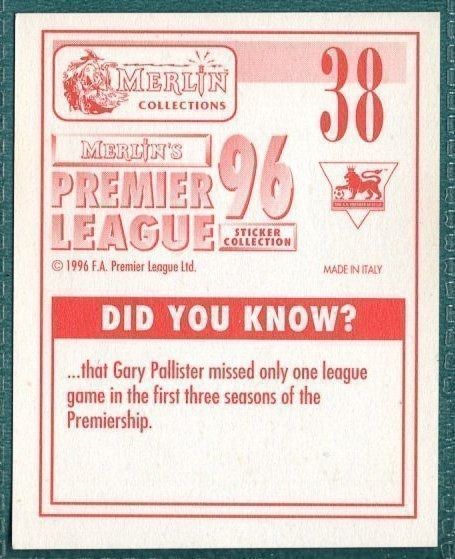 MERLIN
COLLECTIONS
38
MERLIN'S
PREMIER
LEAGUE
96
STICKER
COLLECTION
© 1996 F.A. Premier League Ltd.
MADE IN ITALY
DID YOU KNOW?
...that Gary Pallister missed only one league
game in the first three seasons of the
Premiership.